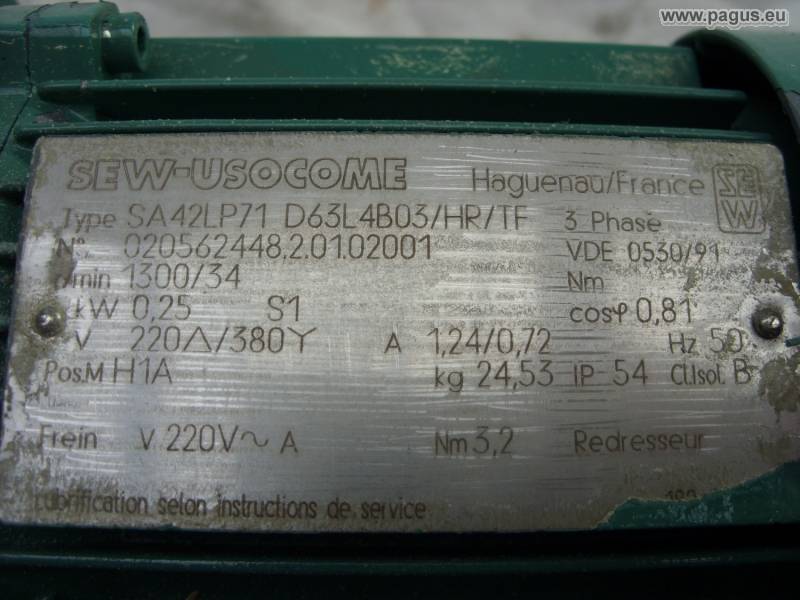 www.pagus.eu
SEW-USOCOME Haguenau/France SEW
Type SA42LP71 D63L4B03/HR/TF 3 Phase
N° 020562448.2.01.02001 VDE 0530/91
1300/34 Nm
kW 0,25 S1 cosφ 0,81
V 220△/380Y A 1,24/0,72 Hz 50
Pos.M H1A kg 24,53 IP 54 Cl.Isol. B
Frein V 220V~ A Nm 3,2 Redresseur
Lubrification selon instructions de service